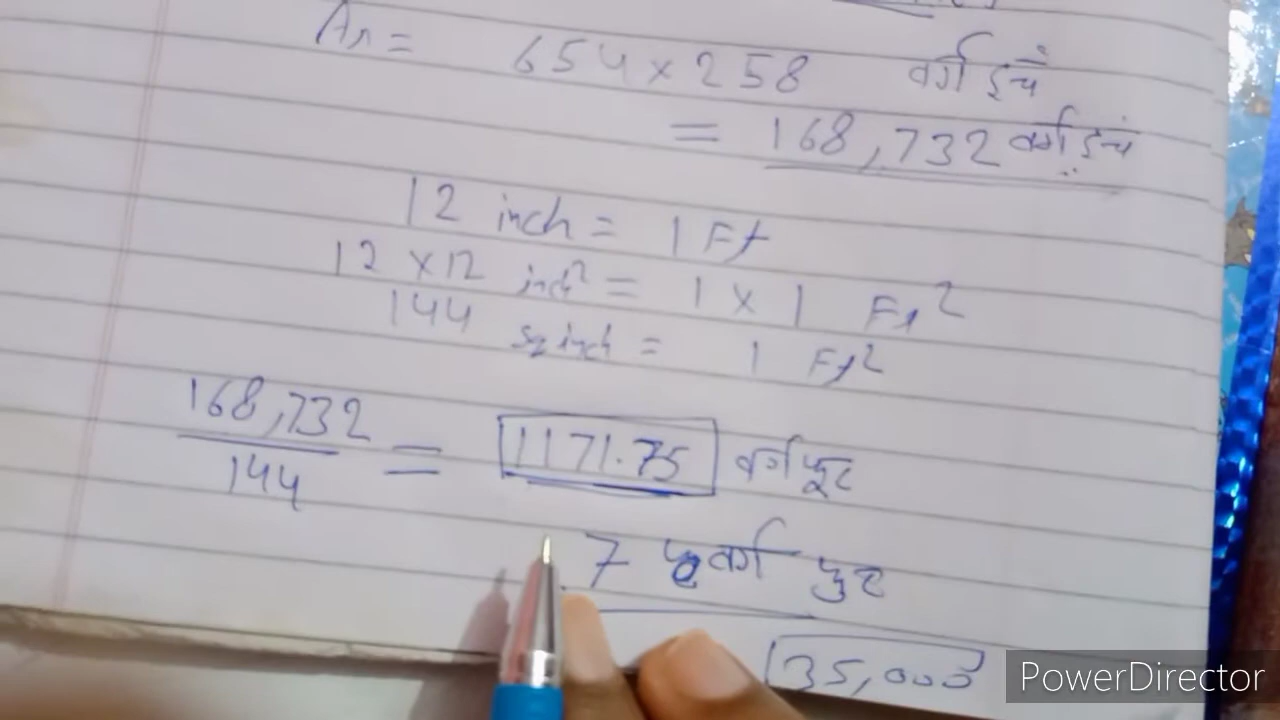 Ar = 654 x 258 वर्ग इंच
= 168,732 वर्ग इंच
12 inch = 1 Ft
12 x 12 inch² = 1 x 1 Ft²
144 sq inch = 1 Ft²
168,732 / 144 = 1171.75 वर्ग फुट
7 वर्ग फुट
35,000
PowerDirector